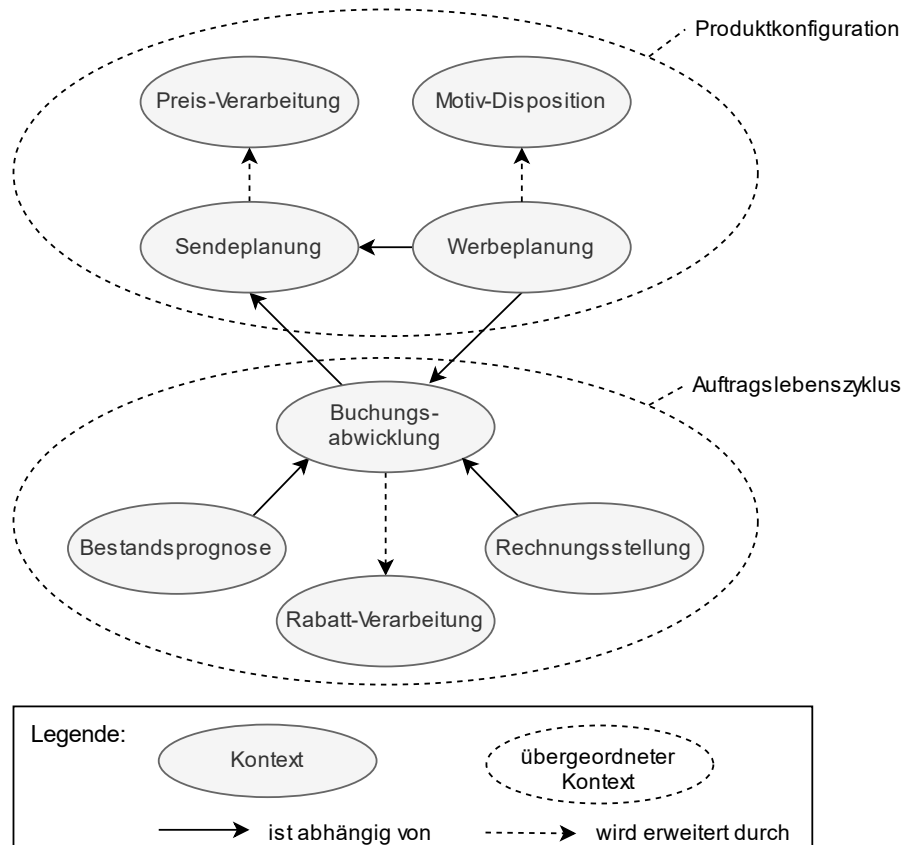 Produktkonfiguration
Preis-Verarbeitung
Motiv-Disposition
Sendeplanung
Werbeplanung
Auftragslebenszyklus
Buchungs-
abwicklung
Bestandsprognose
Rechnungsstellung
Rabatt-Verarbeitung
Legende:
Kontext
übergeordneter
Kontext
ist abhängig von
wird erweitert durch